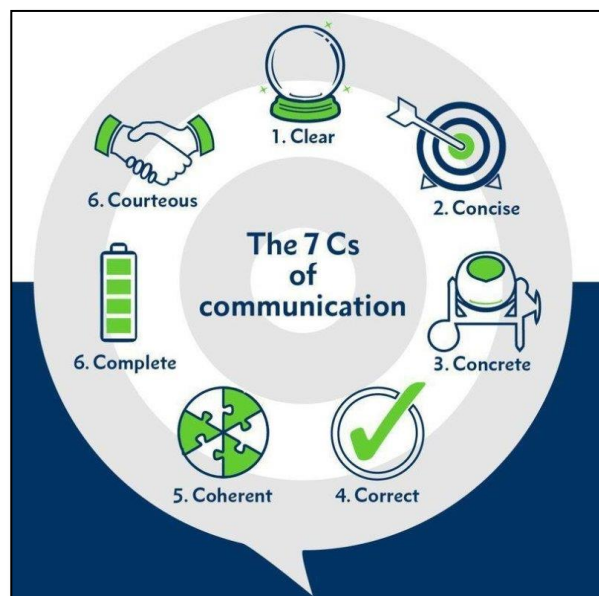 The 7 Cs
of
communication
1. Clear
2. Concise
3. Concrete
4. Correct
5. Coherent
6. Complete
6. Courteous